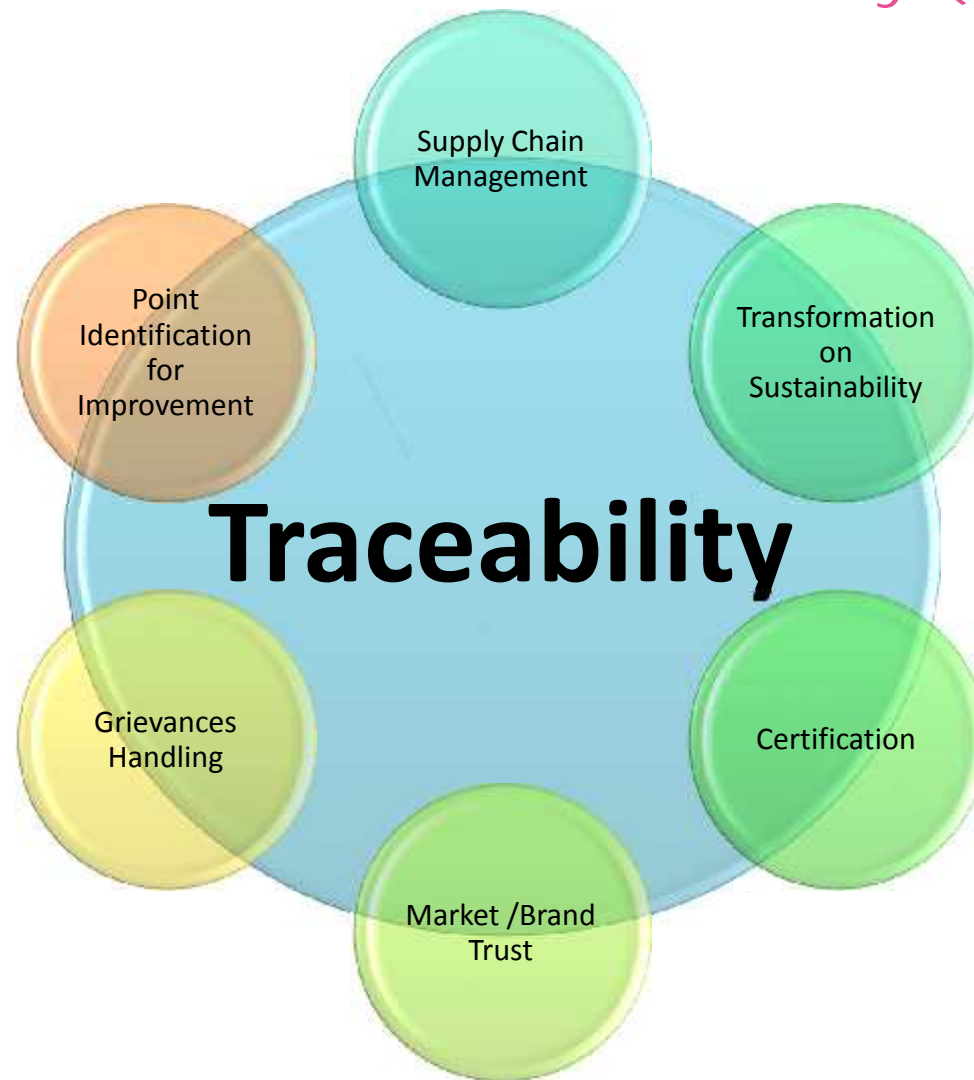 Supply Chain
Management
Transformation
on
Sustainability
Certification
Market /Brand
Trust
Grievances
Handling
Point
Identification
for
Improvement
Traceability